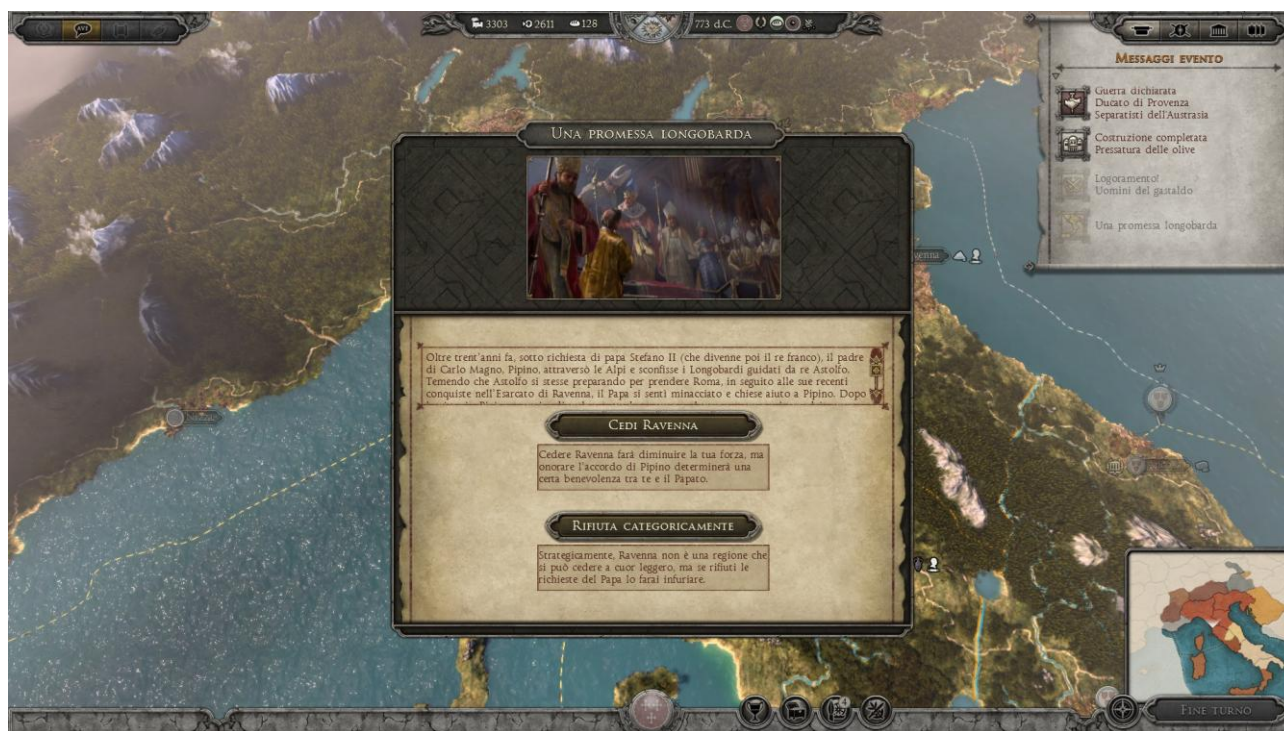 3303 2611 128 773 d.C.
MESSAGGI EVENTO
Guerra dichiarata
Ducato di Provenza
Separatisti dell'Austrasia
Costruzione completata
Pressatura delle olive
Logoramento!
Uomini del gastaldo
Una promessa longobarda
UNA PROMESSA LONGOBARDA
Oltre trent'anni fa, sotto richiesta di papa Stefano II (che divenne poi il re franco), il padre
di Carlo Magno, Pipino, attraversò le Alpi e sconfisse i Longobardi guidati da re Astolfo.
Temendo che Astolfo si stesse preparando per prendere Roma, in seguito alle sue recenti
conquiste nell'Esarcato di Ravenna, il Papa si sentì minacciato e chiese aiuto a Pipino. Dopo
CEDI RAVENNA
Cedere Ravenna farà diminuire la tua forza, ma
onorare l'accordo di Pipino determinerà una
certa benevolenza tra te e il Papato.
RIFIUTA CATEGORICAMENTE
Strategicamente, Ravenna non è una regione che
si può cedere a cuor leggero, ma se rifiuti le
richieste del Papa lo farai infuriare.
4
FINE TURNO